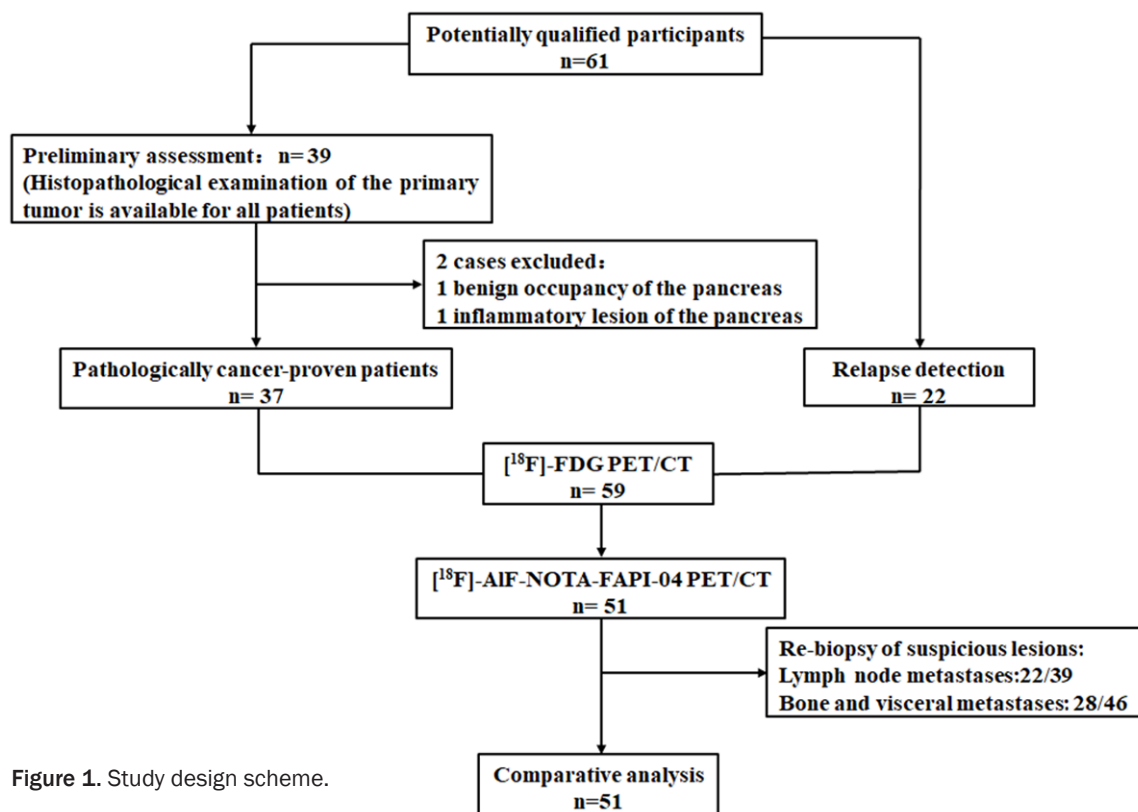 Potentially qualified participants
n=61
Preliminary assessment：n= 39
(Histopathological examination of the primary
tumor is available for all patients)
2 cases excluded：
1 benign occupancy of the pancreas
1 inflammatory lesion of the pancreas
Pathologically cancer-proven patients
n= 37
Relapse detection
n= 22
[¹⁸F]-FDG PET/CT
n= 59
[¹⁸F]-AlF-NOTA-FAPI-04 PET/CT
n= 51
Re-biopsy of suspicious lesions:
Lymph node metastases:22/39
Bone and visceral metastases: 28/46
Comparative analysis
n=51
Figure 1. Study design scheme.